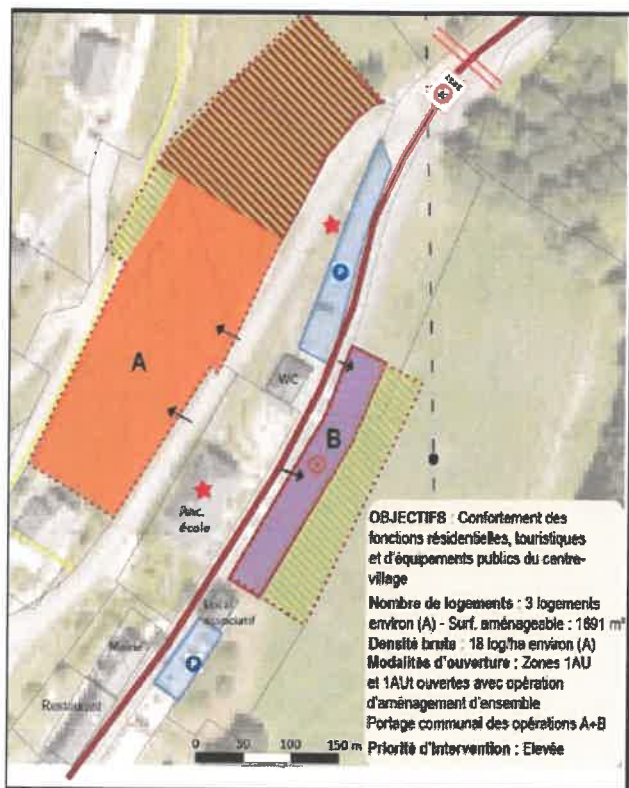 A
P
WC
B
Anc.
école
Local
associatif
Mairie
P
Restaurant
0 50 100 150 m
OBJECTIFS : Confortement des
fonctions résidentielles, touristiques
et d'équipements publics du centre-
village
Nombre de logements : 3 logements
environ (A) - Surf. aménageable : 1691 m²
Densité brute : 18 log/ha environ (A)
Modalités d'ouverture : Zones 1AU
et 1AUt ouvertes avec opération
d'aménagement d'ensemble
Portage communal des opérations A+B
Priorité d'Intervention : Elevée